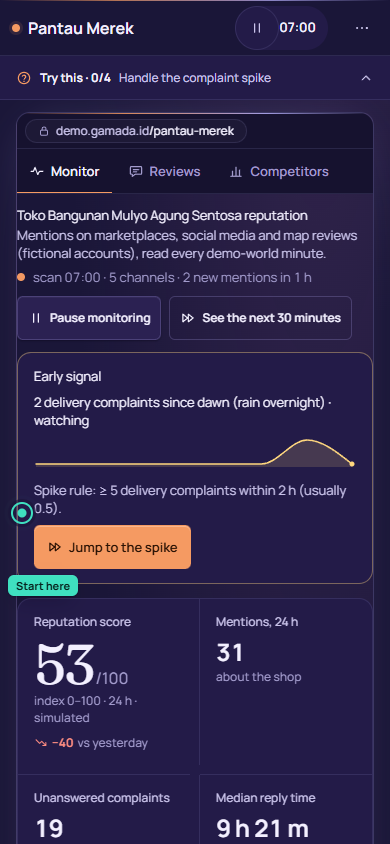 Pantau Merek
07:00
Try this · 0/4 Handle the complaint spike
demo.gamada.id/pantau-merek
Monitor
Reviews
Competitors
Toko Bangunan Mulyo Agung Sentosa reputation
Mentions on marketplaces, social media and map reviews
(fictional accounts), read every demo-world minute.
scan 07:00 · 5 channels · 2 new mentions in 1 h
Pause monitoring
See the next 30 minutes
Early signal
2 delivery complaints since dawn (rain overnight) ·
watching
Spike rule: ≥ 5 delivery complaints within 2 h (usually
0.5).
Jump to the spike
Start here
Reputation score
53/100
index 0–100 · 24 h ·
simulated
−40 vs yesterday
Mentions, 24 h
31
about the shop
Unanswered complaints
19
Median reply time
9 h 21 m